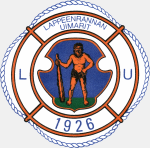 LAPPEENRANNAN
UIMARIT
L U
1926